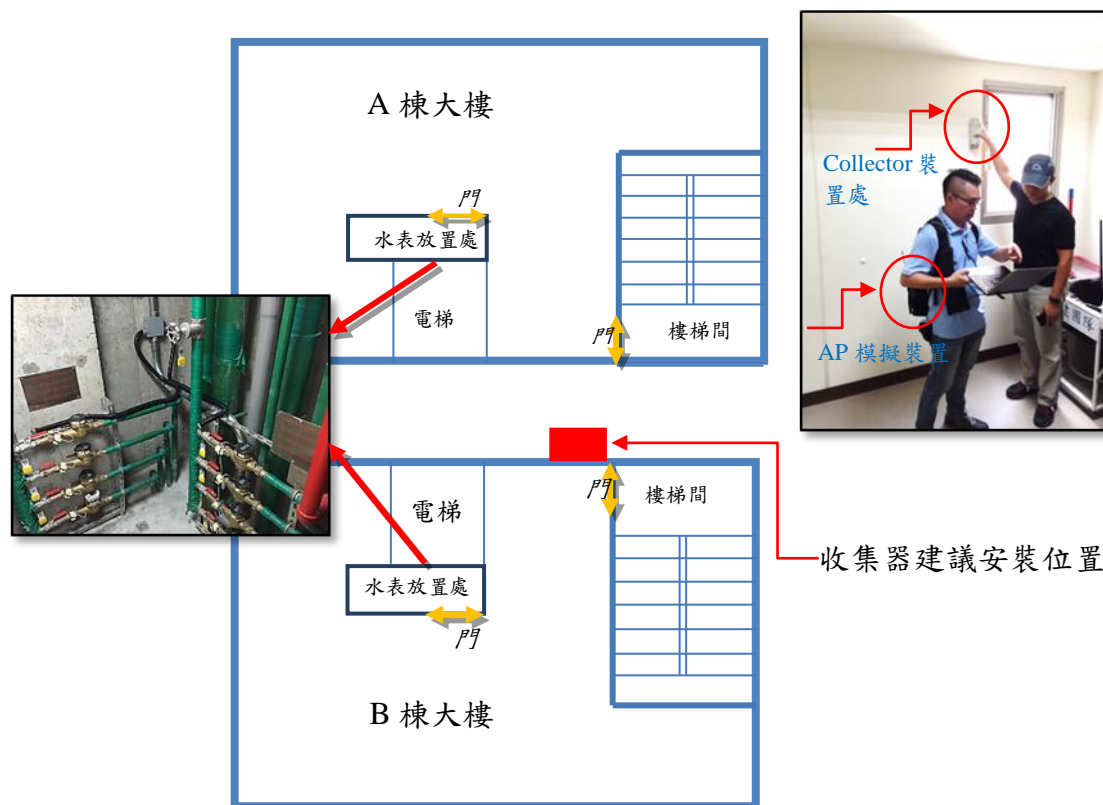 A 棟大樓
門
水表放置處
電梯
門
樓梯間
Collector 裝
置處
AP 模擬裝置
團隊
門
樓梯間
電梯
水表放置處
門
收集器建議安裝位置
B 棟大樓